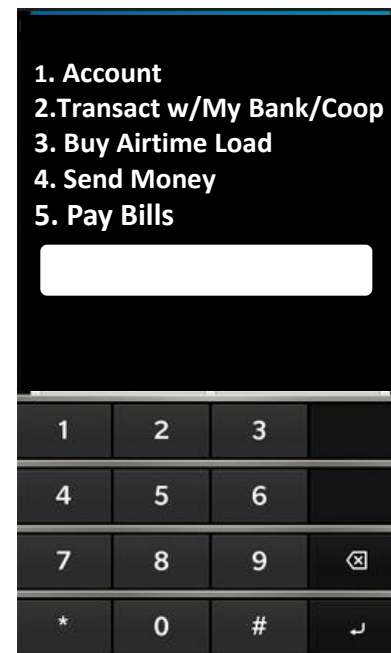 1. Account
2.Transact w/My Bank/Coop
3. Buy Airtime Load
4. Send Money
5. Pay Bills
1 2 3
4 5 6
7 8 9
* 0 #